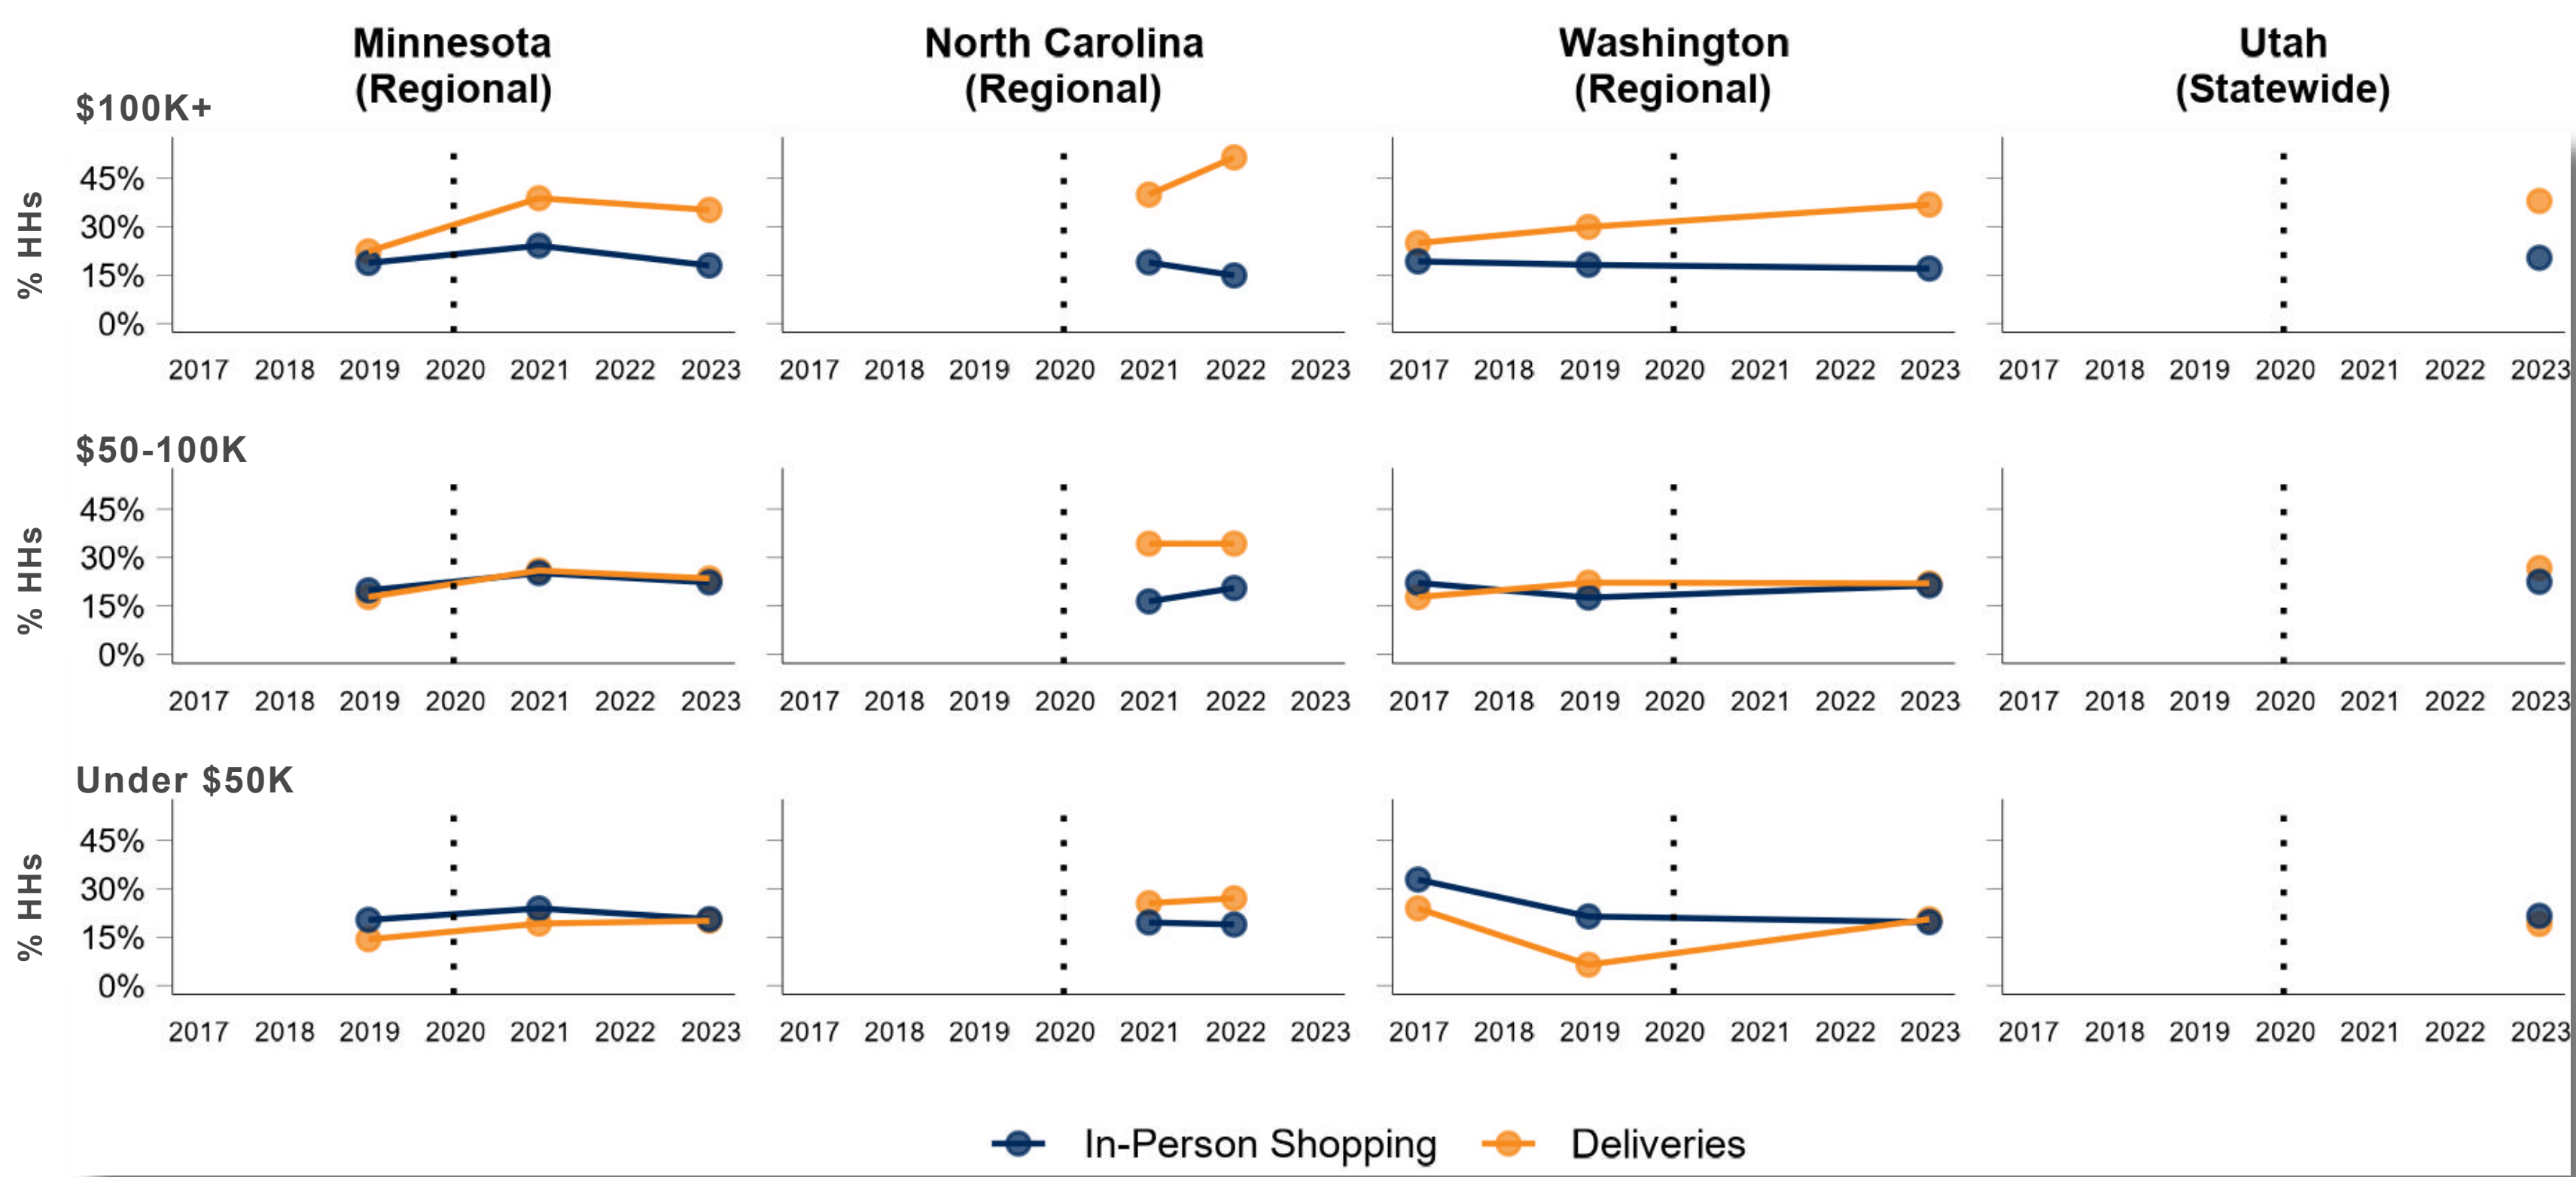 Minnesota
(Regional)
North Carolina
(Regional)
Washington
(Regional)
Utah
(Statewide)
$100K+
% HHs
45%
30%
15%
0%
2017 2018 2019 2020 2021 2022 2023 2017 2018 2019 2020 2021 2022 2023 2017 2018 2019 2020 2021 2022 2023 2017 2018 2019 2020 2021 2022 2023
$50-100K
% HHs
45%
30%
15%
0%
2017 2018 2019 2020 2021 2022 2023 2017 2018 2019 2020 2021 2022 2023 2017 2018 2019 2020 2021 2022 2023 2017 2018 2019 2020 2021 2022 2023
Under $50K
% HHs
45%
30%
15%
0%
2017 2018 2019 2020 2021 2022 2023 2017 2018 2019 2020 2021 2022 2023 2017 2018 2019 2020 2021 2022 2023 2017 2018 2019 2020 2021 2022 2023
In-Person Shopping Deliveries